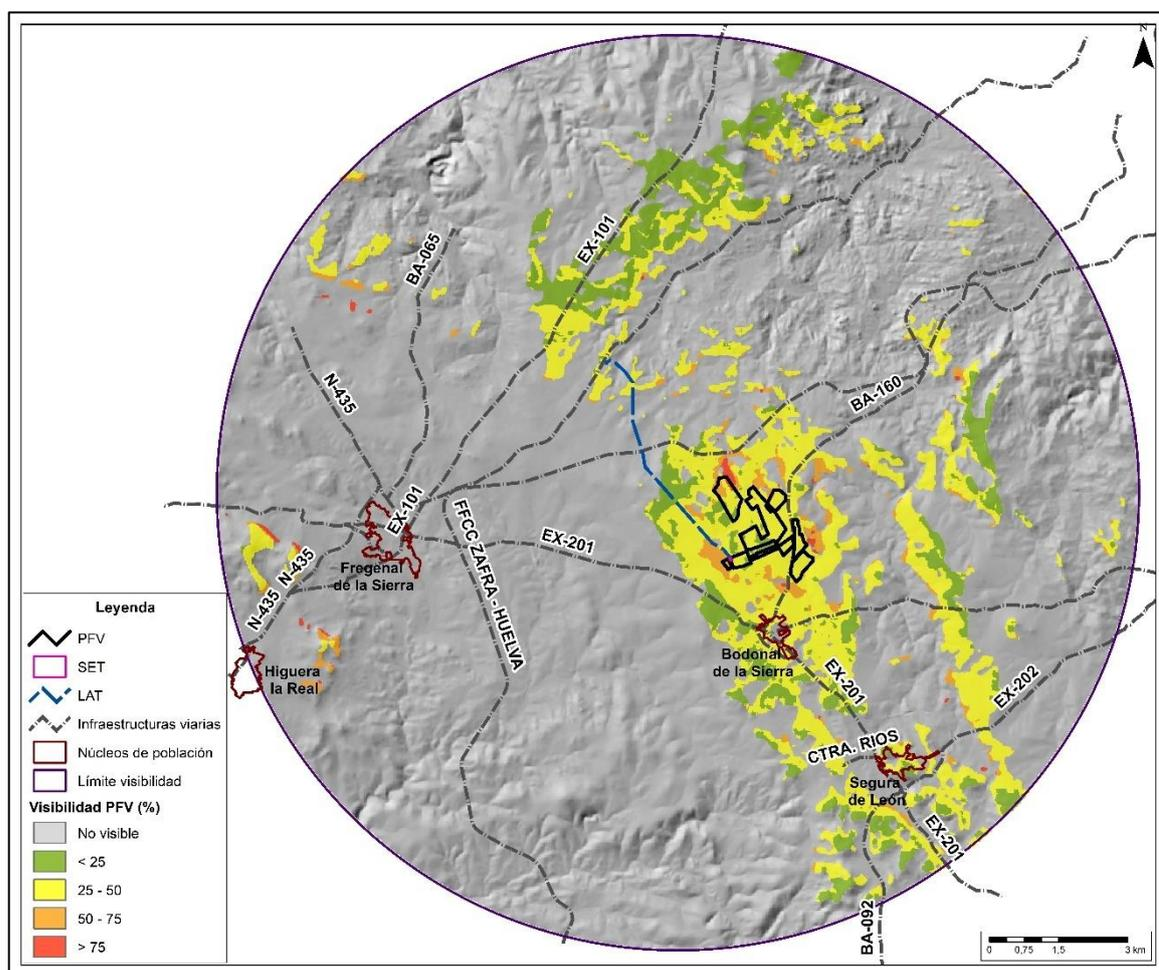 N
EX-101
BA-065
N-435
BA-160
EX-101
FFCC ZAFRA - HUELVA
EX-201
Fregenal
de la Sierra
N-435
N-435
Higuera
la Real
Bodonal
de la Sierra
EX-201
EX-202
CTRA. RIOS
Segura
de León
EX-201
BA-092
Leyenda
PFV
SET
LAT
Infraestructuras viarias
Núcleos de población
Límite visibilidad
Visibilidad PFV (%)
No visible
< 25
25 - 50
50 - 75
> 75
0 0,75 1,5 3 km